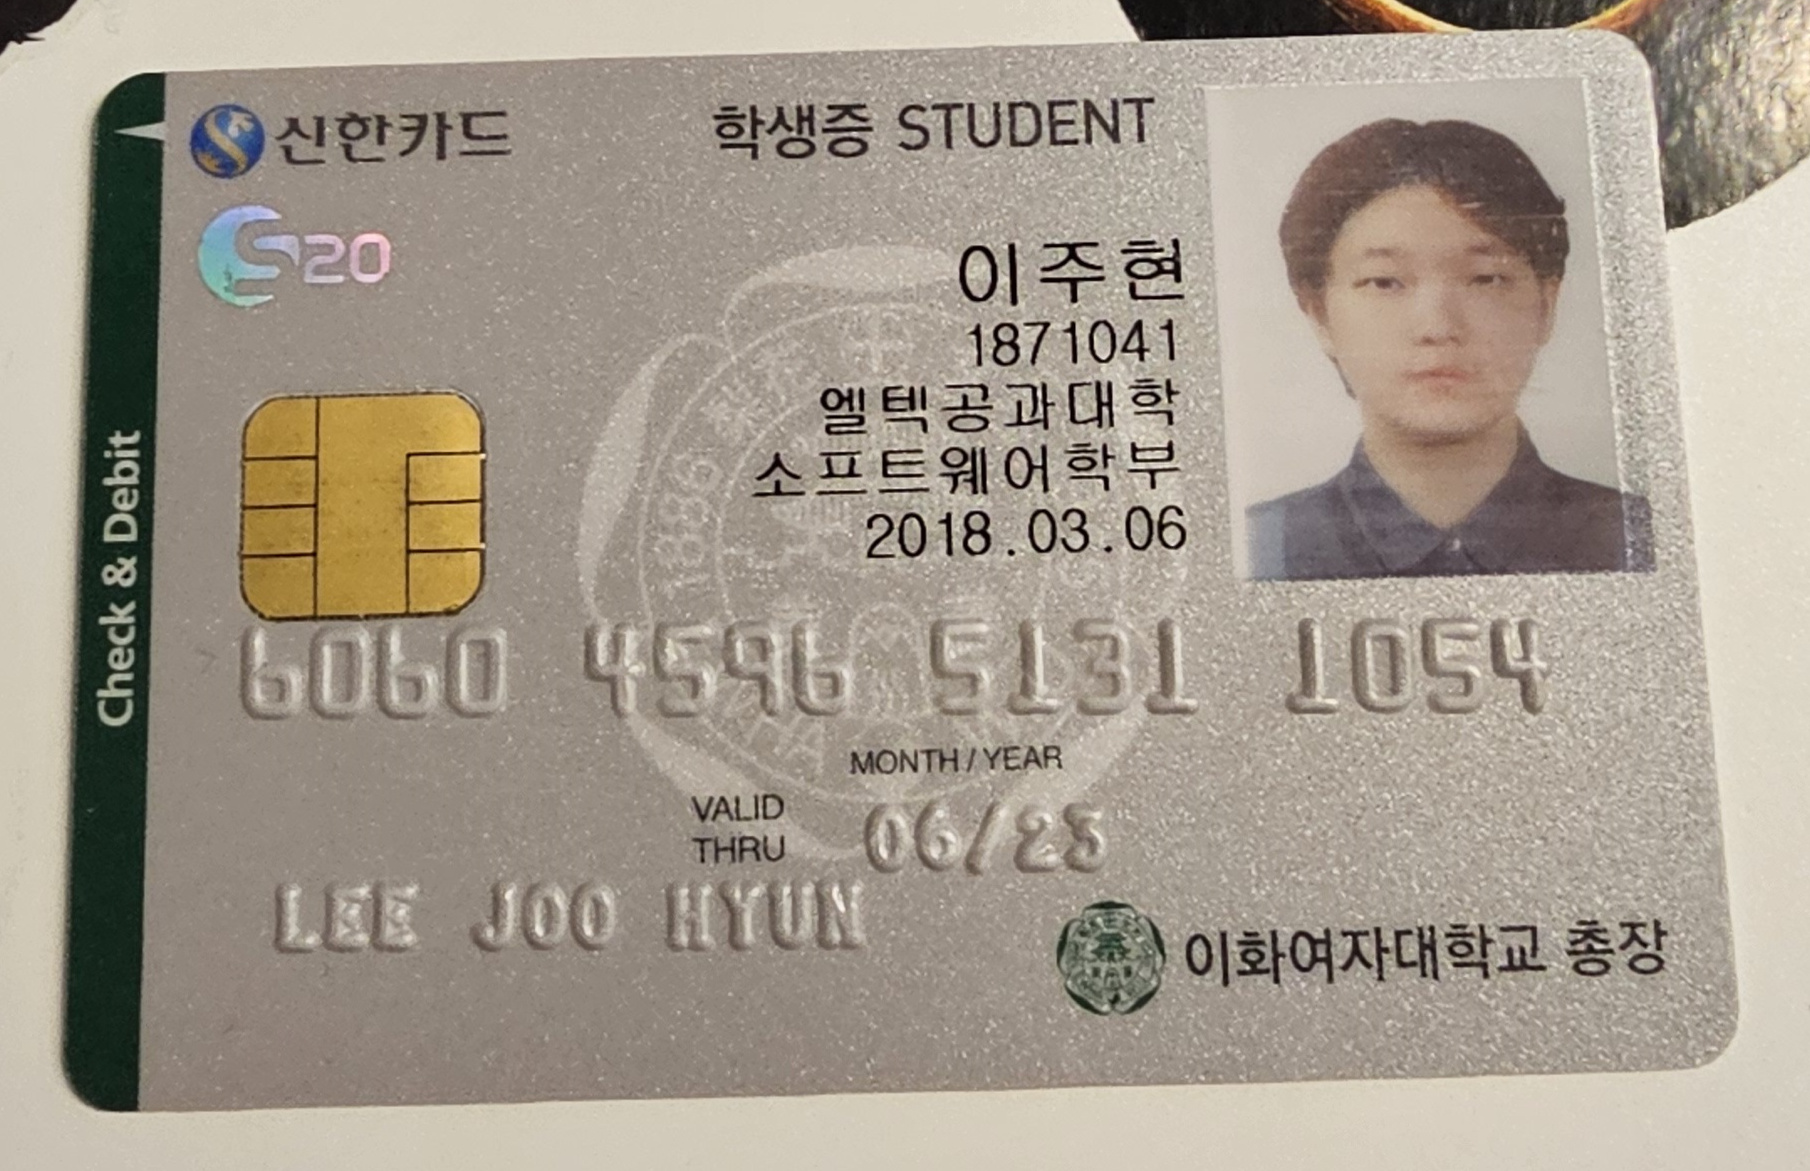 신한카드
학생증 STUDENT
S20
이주현
1871041
엘텍공과대학
소프트웨어학부
2018.03.06
Check & Debit
1886
6060 4596 5131 1054
MONTH/YEAR
VALID
THRU
LEE JOO HYUN
이화여자대학교 총장